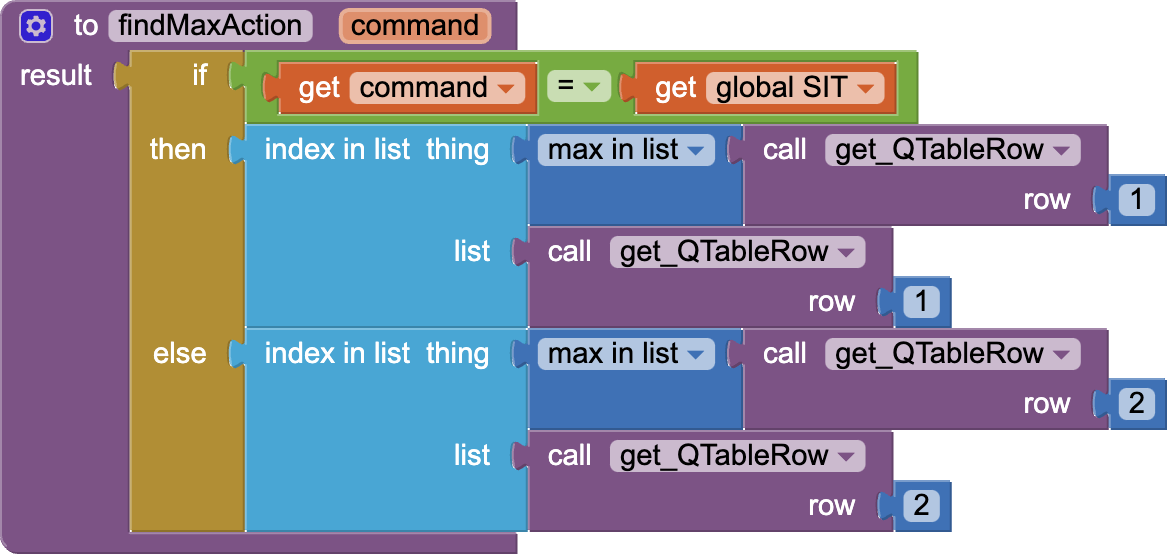 to findMaxAction command
result if get command = get global SIT
then index in list thing max in list call get_QTableRow
row 1
list call get_QTableRow
row 1
else index in list thing max in list call get_QTableRow
row 2
list call get_QTableRow
row 2